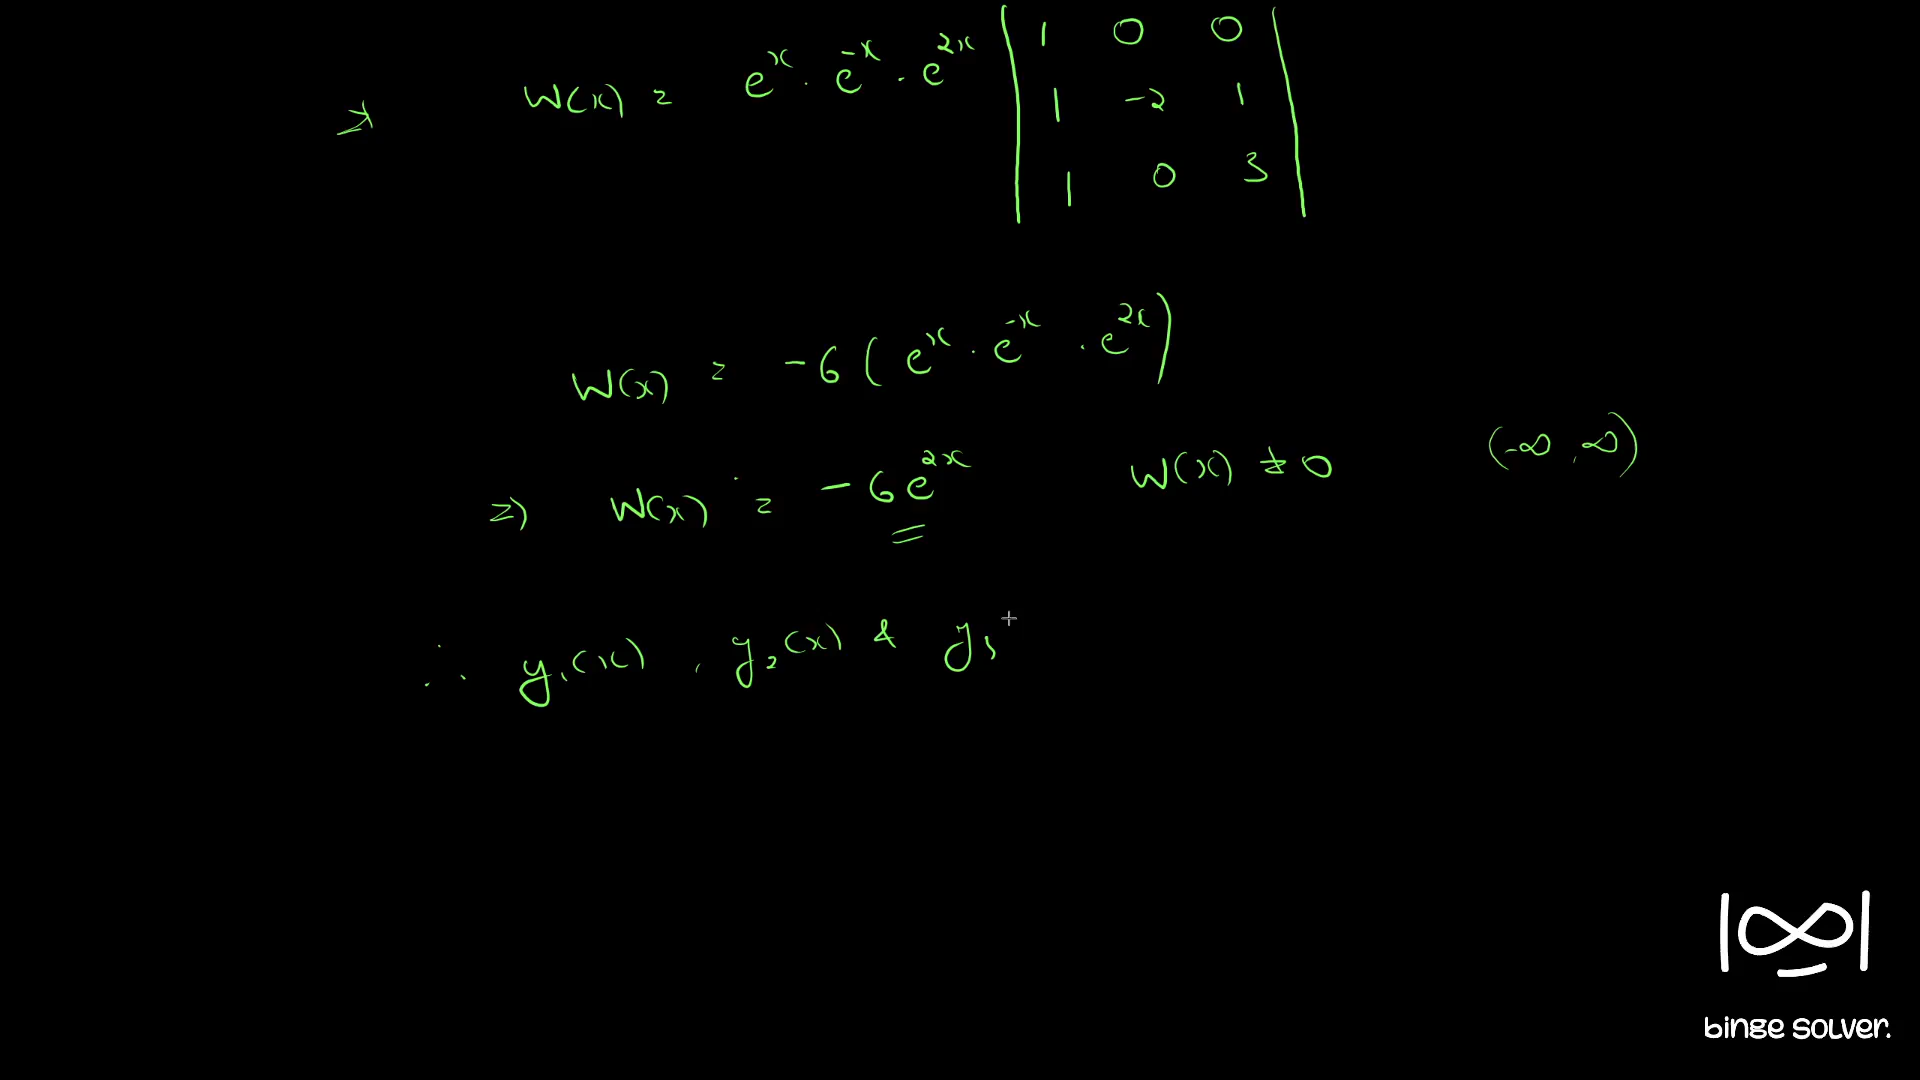 ⇒ W(x) = e^x . e^-x . e^2x | 1 0 0 |
| 1 -2 1 |
| 1 0 3 |
W(x) = -6 ( e^x . e^-x . e^2x )
⇒ W(x) = -6e^2x W(x) ≠ 0 (-∞, ∞)
∴ y₁(x) , y₂(x) & y₃
binge solver.